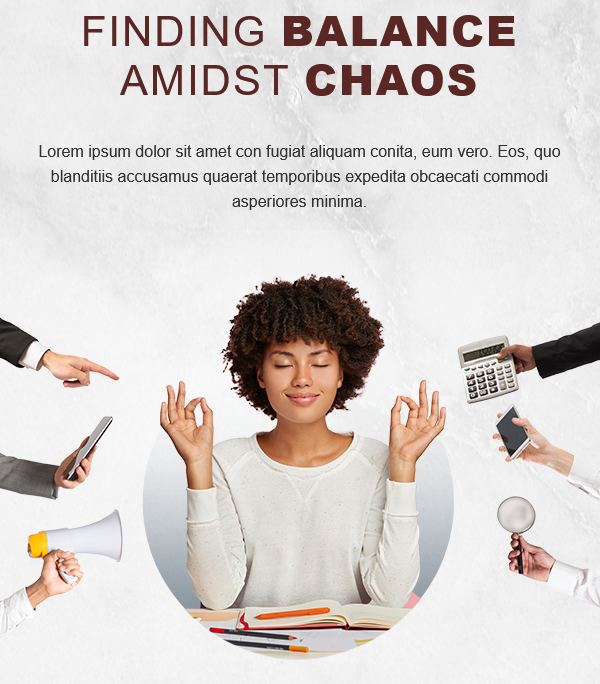 FINDING BALANCE
AMIDST CHAOS
Lorem ipsum dolor sit amet con fugiat aliquam conita, eum vero. Eos, quo
blanditiis accusamus quaerat temporibus expedita obcaecati commodi
asperiores minima.